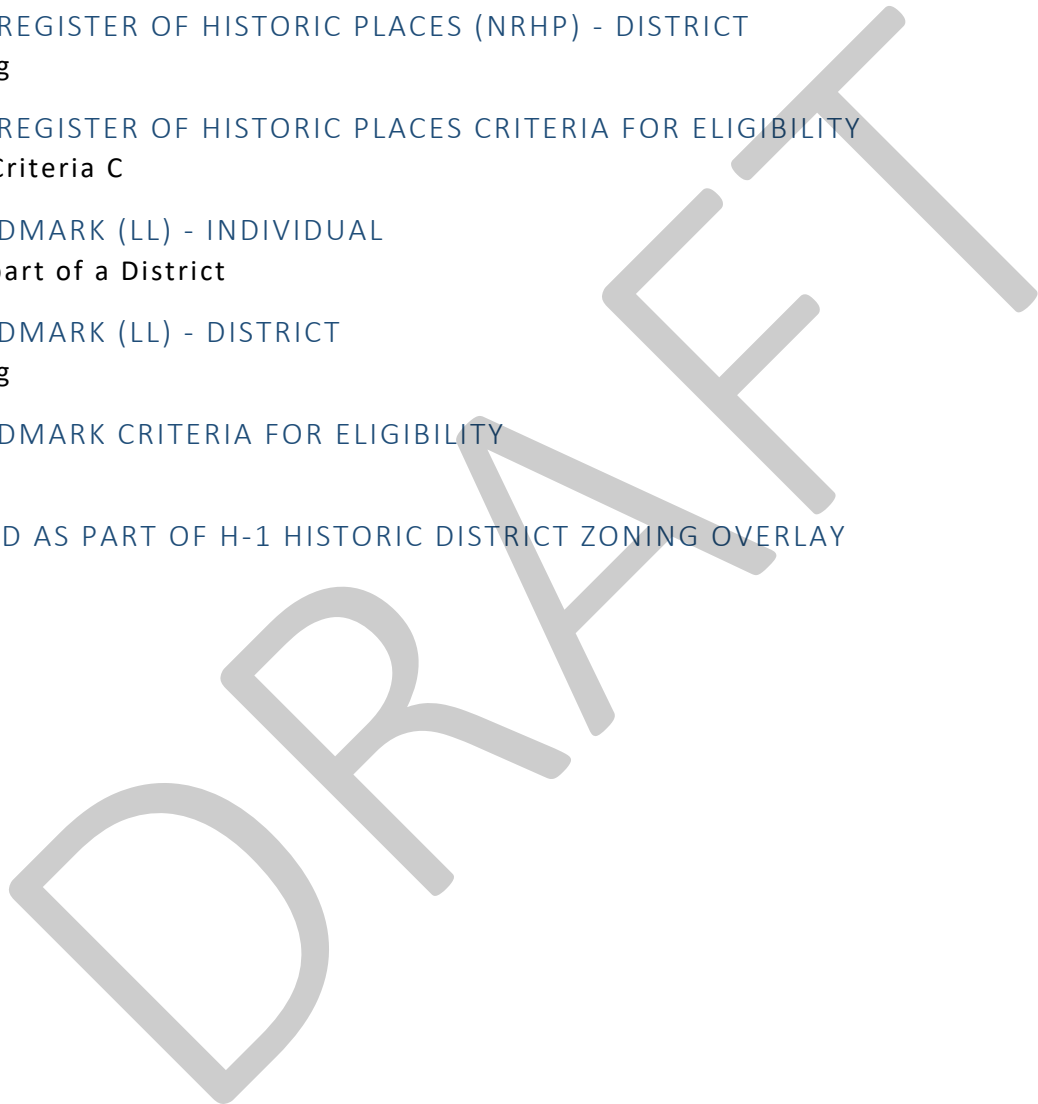 REGISTER OF HISTORIC PLACES (NRHP) - DISTRICT
g
REGISTER OF HISTORIC PLACES CRITERIA FOR ELIGIBILITY
Criteria C
DMARK (LL) - INDIVIDUAL
part of a District
DMARK (LL) - DISTRICT
g
DMARK CRITERIA FOR ELIGIBILITY
D AS PART OF H-1 HISTORIC DISTRICT ZONING OVERLAY
DRAFT